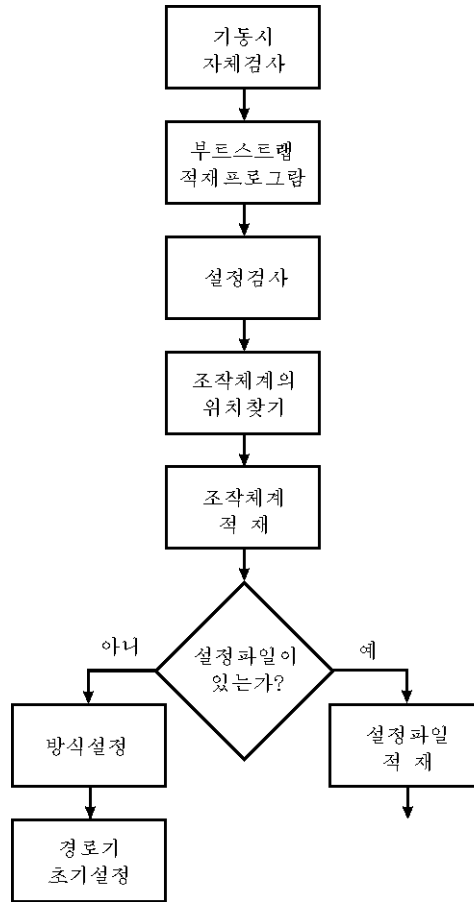 기동시
자체검사
부트스트랩
적재프로그람
설정검사
조작체계의
위치찾기
조작체계
적 재
설정파일이
있는가?
아니
예
방식설정
설정파일
적 재
경로기
초기설정